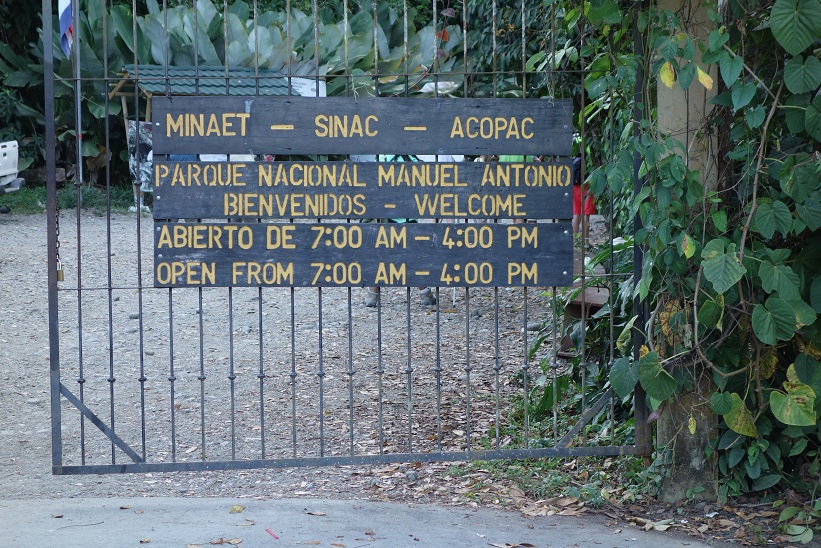 MINAET — SINAC — ACOPAC
PARQUE NACIONAL MANUEL ANTONIO
BIENVENIDOS - WELCOME
ABIERTO DE 7:00 AM - 4:00 PM
OPEN FROM 7:00 AM - 4:00 PM